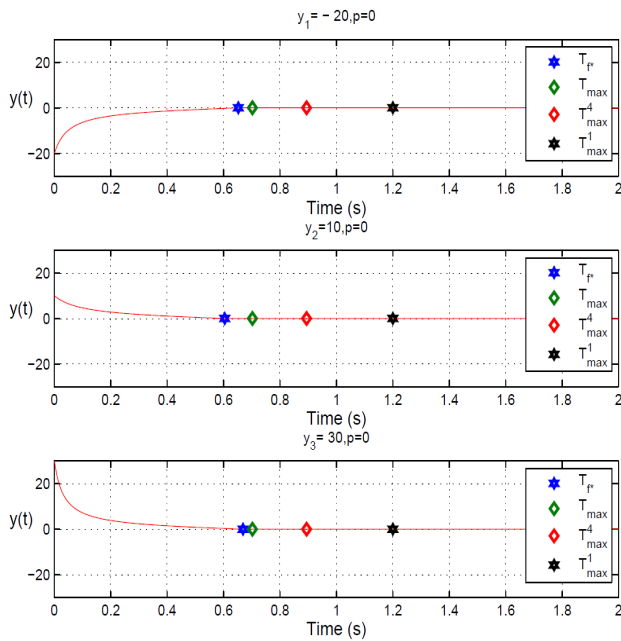 y1= − 20,p=0
20
0
−20
y(t)
0 0.2 0.4 0.6 0.8 1 1.2 1.4 1.6 1.8 2
Time (s)
Tf*
Tmax
T4max
T1max
y2=10,p=0
20
0
−20
y(t)
0 0.2 0.4 0.6 0.8 1 1.2 1.4 1.6 1.8 2
Time (s)
Tf*
Tmax
T4max
T1max
y3= 30,p=0
20
0
−20
y(t)
0 0.2 0.4 0.6 0.8 1 1.2 1.4 1.6 1.8 2
Time (s)
Tf*
Tmax
T4max
T1max